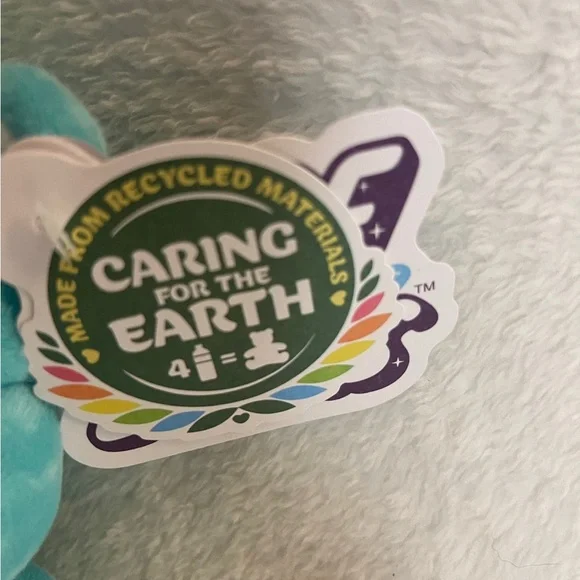 MADE FROM RECYCLED MATERIALS
CARING
FOR THE
EARTH
4 =
TM